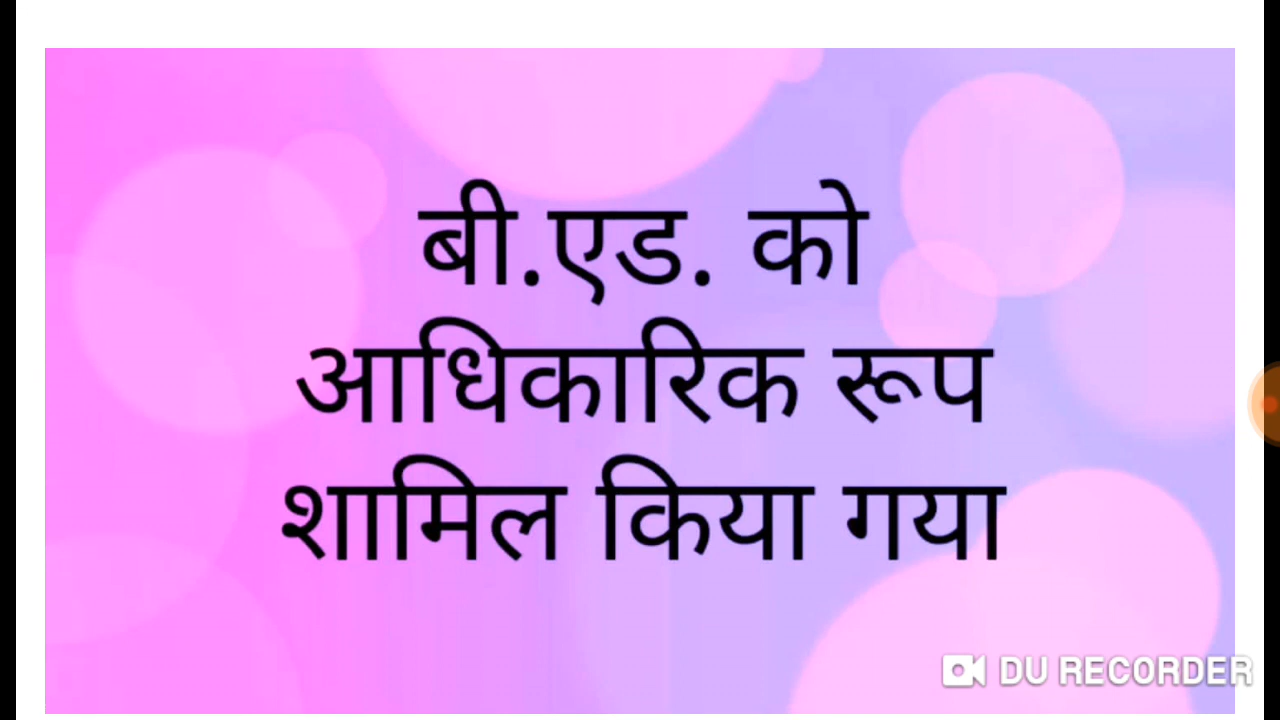 बी.एड. को
आधिकारिक रूप
शामिल किया गया
DU RECORDER